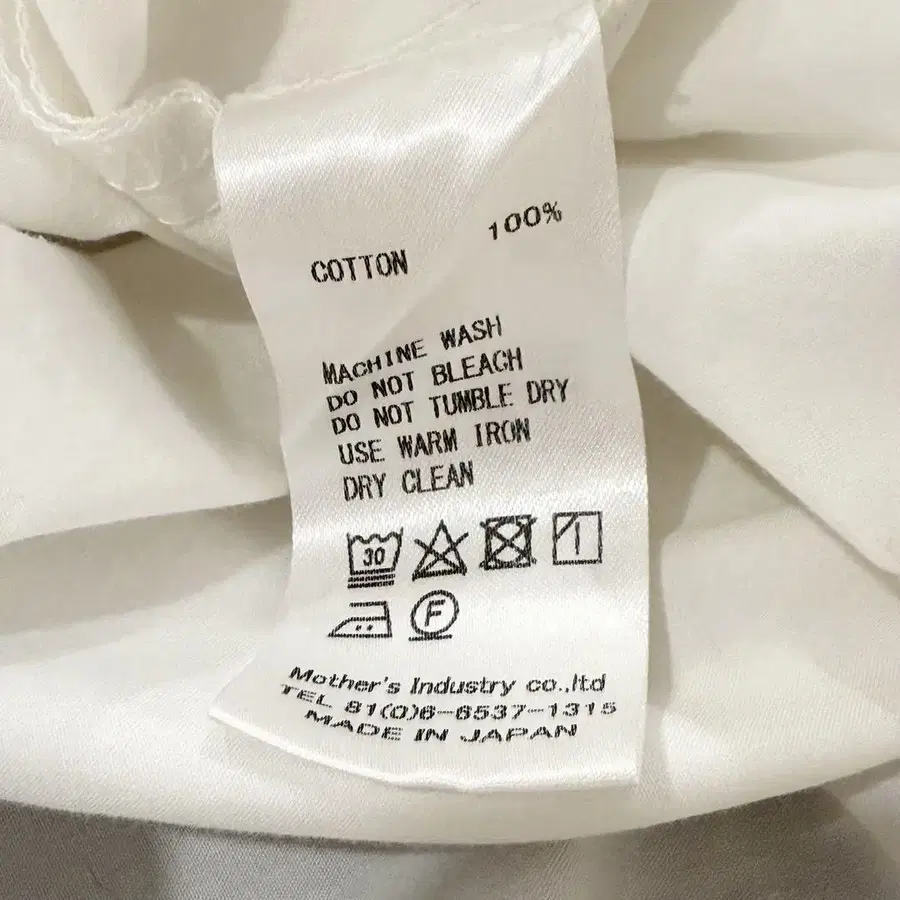 COTTON 100%
MACHINE WASH
DO NOT BLEACH
DO NOT TUMBLE DRY
USE WARM IRON
DRY CLEAN
30
F
Mother's Industry co.,ltd
TEL 81(0)6-6537-1315
MADE IN JAPAN